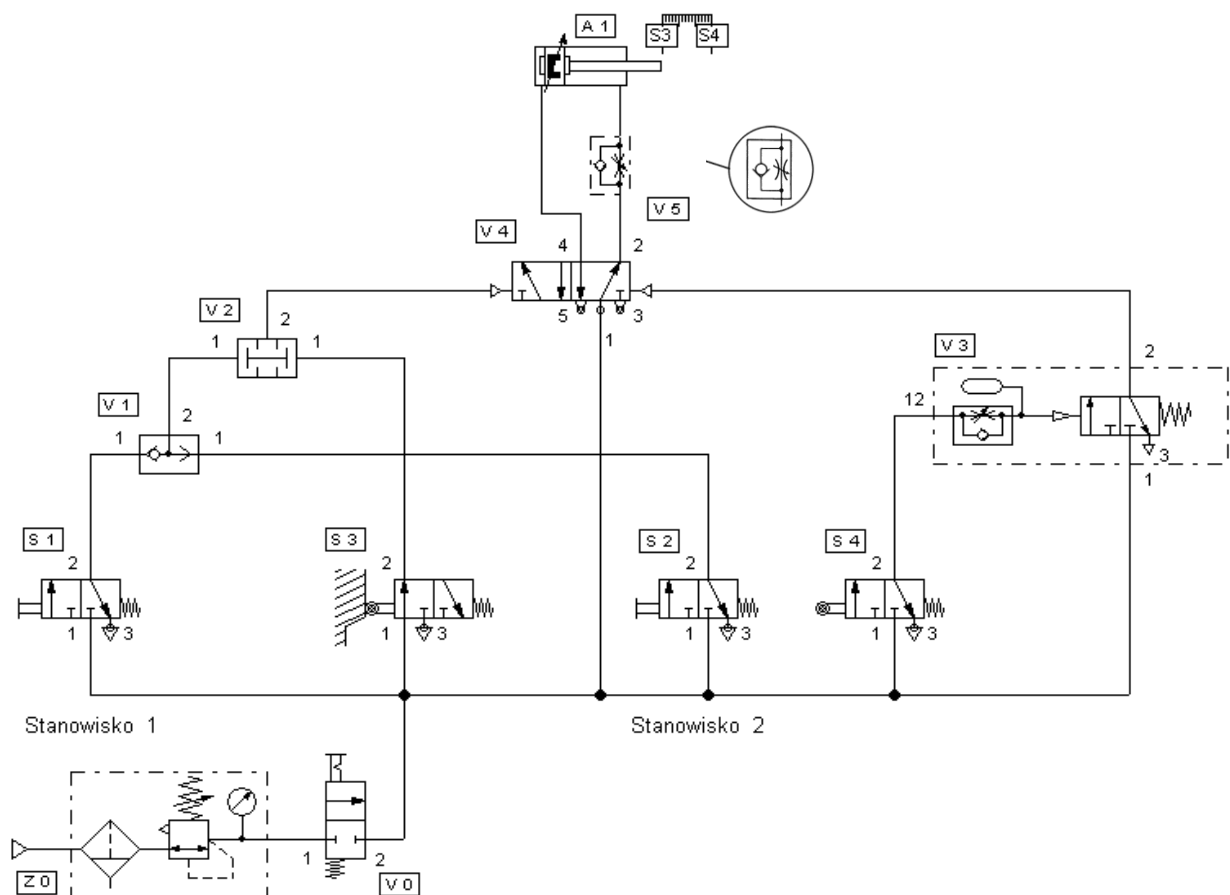 A 1
S3 S4
V 5
V 4 4 2
5 3
1
V 2 2
1 1
V 3 2
12
V 1 2
1 1
3
1
S 1 S 3 S 2 S 4
2 2 2 2
1 3 1 3 1 3 1 3
Stanowisko 1 Stanowisko 2
1 2
Z 0 V 0